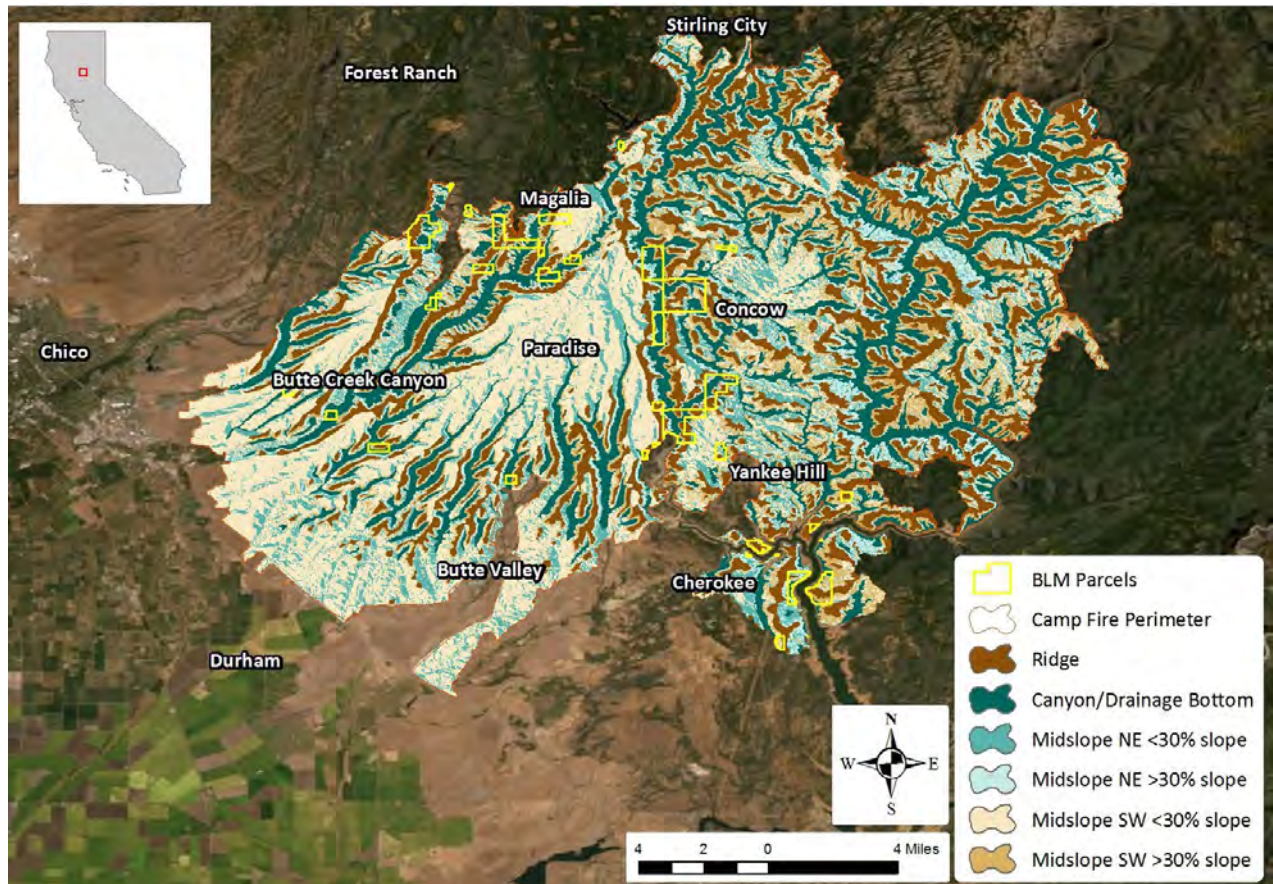 Stirling City
Forest Ranch
Magalia
Concow
Chico
Paradise
Butte Creek Canyon
Yankee Hill
Butte Valley
Cherokee
Durham
BLM Parcels
Camp Fire Perimeter
Ridge
Canyon/Drainage Bottom
Midslope NE <30% slope
Midslope NE >30% slope
Midslope SW <30% slope
Midslope SW >30% slope
N
W E
S
4 2 0 4 Miles